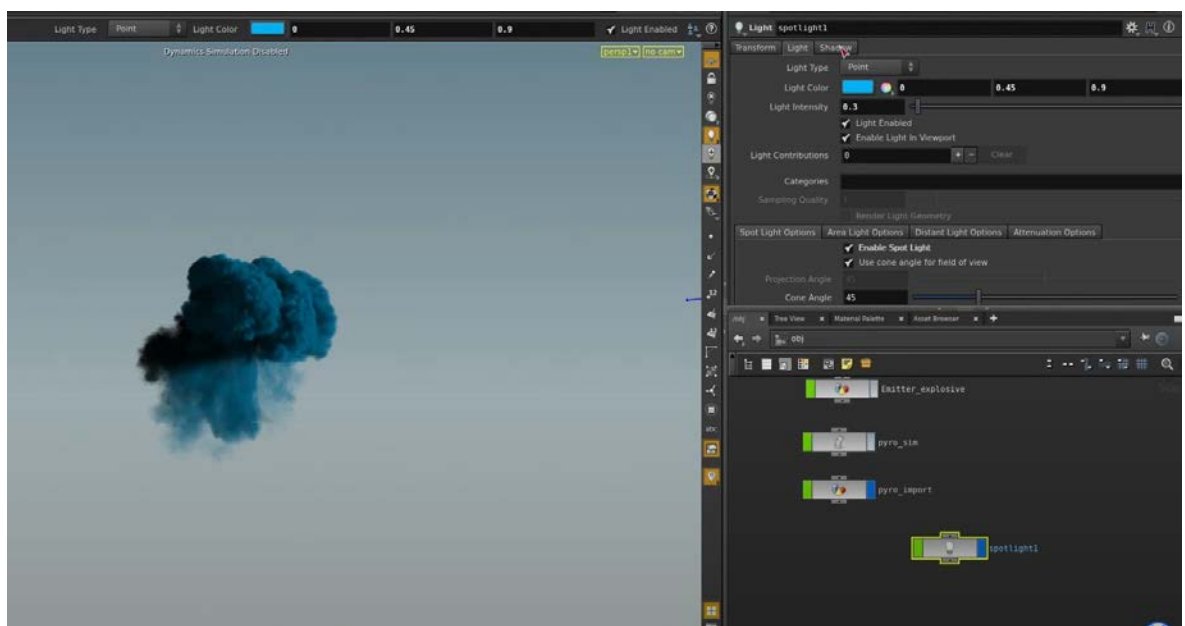 Light Type Point Light Color 0 0.45 0.9 Light Enabled
Dynamics Simulation Disabled persp1 no cam
Light spotlight1
Transform Light Shadow
Light Type Point
Light Color 0 0.45 0.9
Light Intensity 0.3
Light Enabled
Enable Light In Viewport
Light Contributions 0 + - Clear
Categories
Sampling Quality
Render Light Geometry
Spot Light Options Area Light Options Distant Light Options Attenuation Options
Enable Spot Light
Use cone angle for field of view
Projection Angle 45
Cone Angle 45
/obj Tree View Material Palette Asset Browser +
obj
Emitter_explosive
pyro_sim
pyro_import
spotlight1